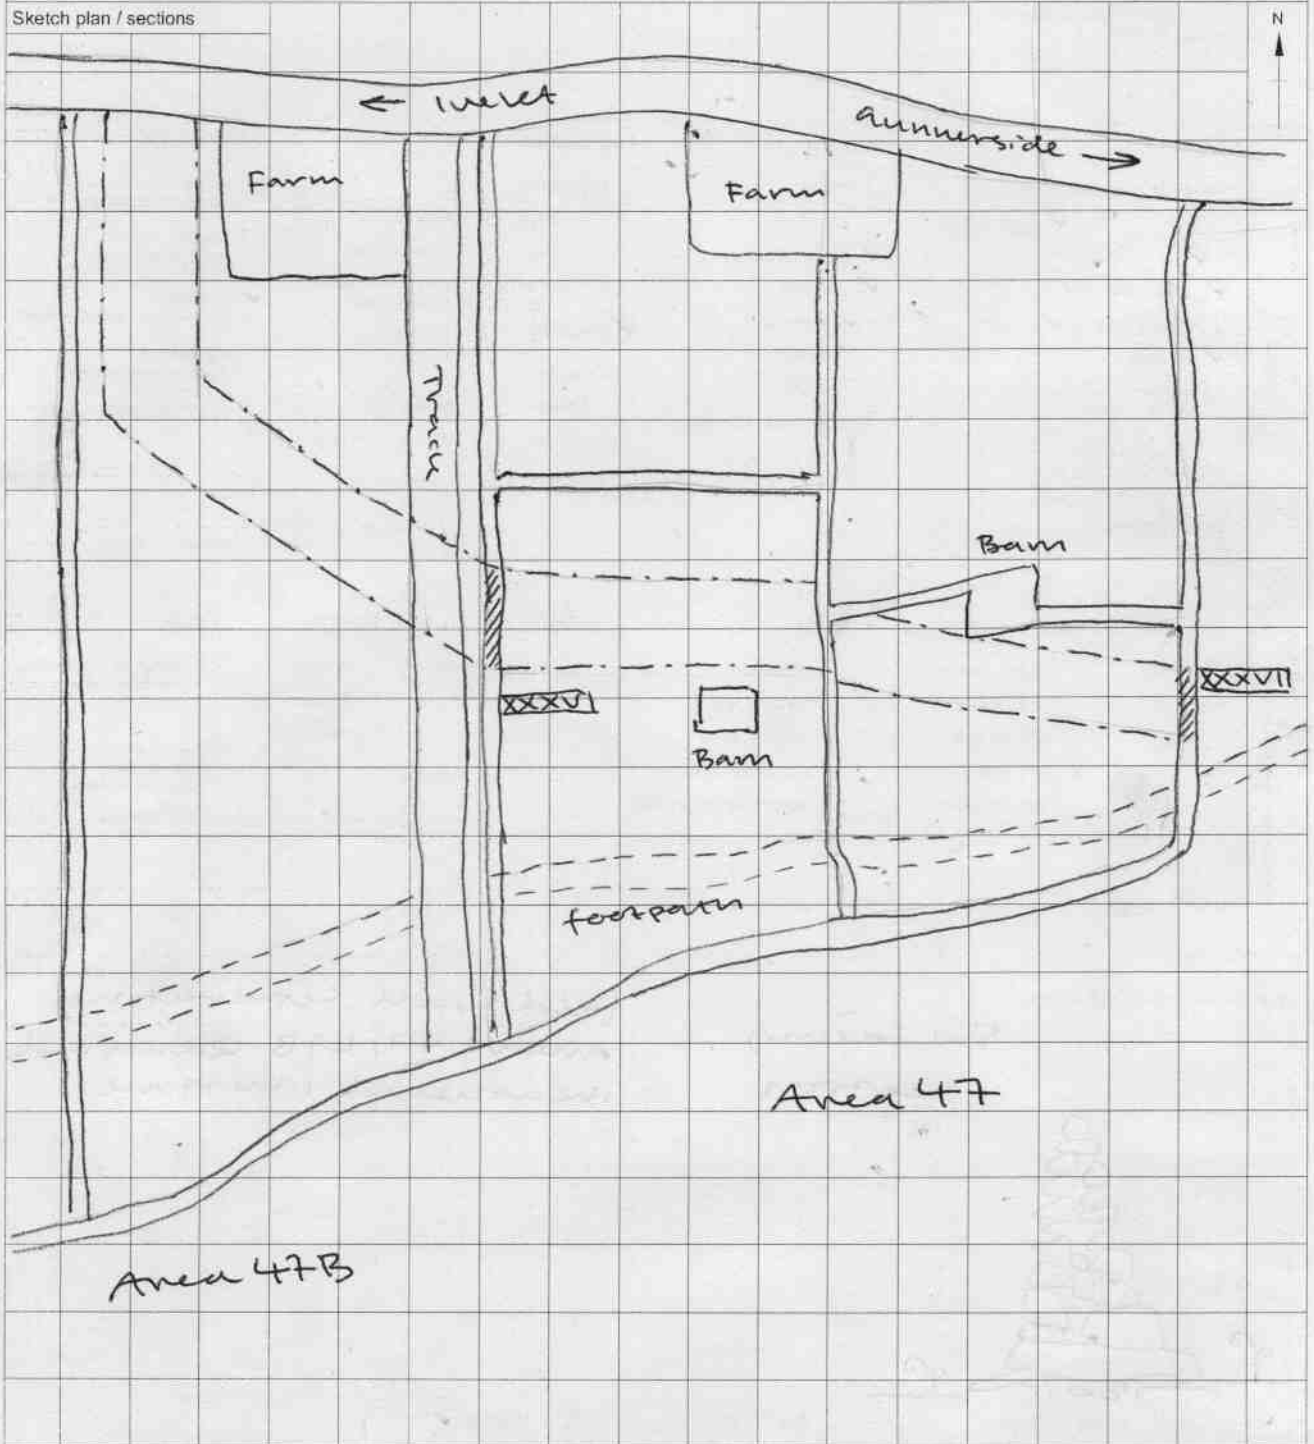 Sketch plan / sections
N
← Ivelet
Gunnerside →
Farm
Farm
Track
Barn
XXXVII
XXXVI
Barn
footpath
Area 47
Area 47B